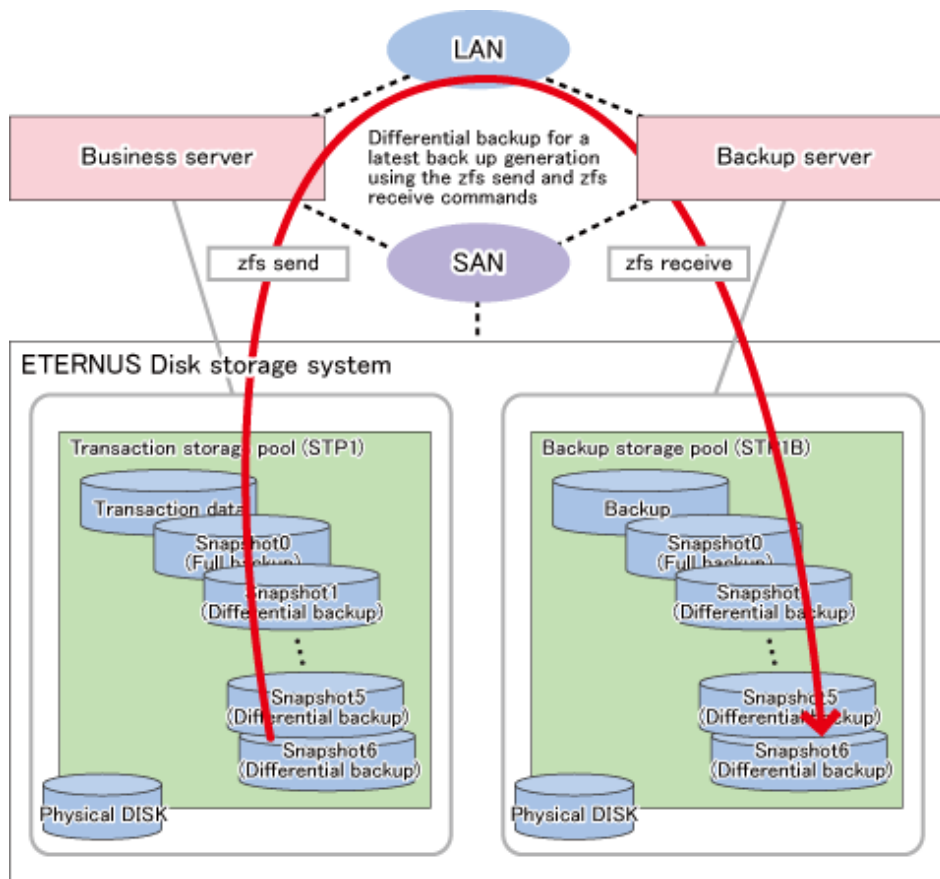 LAN
Business server
Differential backup for a
latest back up generation
using the zfs send and zfs
receive commands
Backup server
zfs send
SAN
zfs receive
ETERNUS Disk storage system
Transaction storage pool (STP1)
Transaction data
Snapshot0
(Full backup)
Snapshot1
(Differential backup)
Snapshot5
(Differential backup)
Snapshot6
(Differential backup)
Physical DISK
Backup storage pool (STP1B)
Backup
Snapshot0
(Full backup)
(Differential backup)
Snapshot5
(Differential backup)
Snapshot6
(Differential backup)
Physical DISK